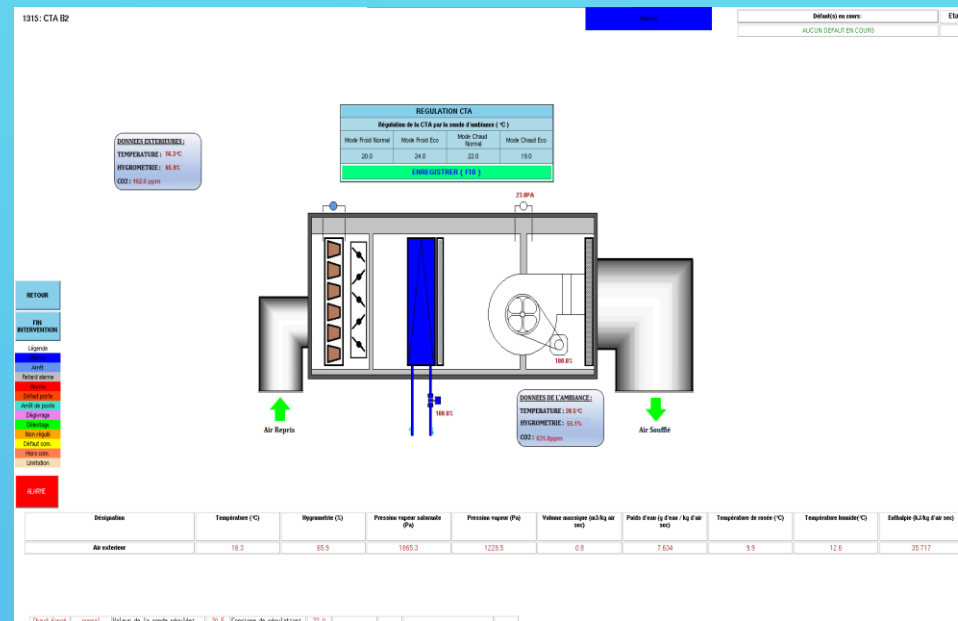 1315: CTA B2
Défaut(s) en cours:
AUCUN DEFAUT EN COURS
REGULATION CTA
Régulation de la CTA par la sonde d'ambiance ( °C )
Mode Froid Normal Mode Froid Eco Mode Chaud Normal Mode Chaud Eco
20.0 24.0 22.0 19.0
ENREGISTRER ( F10 )
DONNEES EXTERIEURES :
TEMPERATURE : 16.3°C
HYGROMETRIE : 65.9%
CO2 : 162.6 ppm
23.0PA
100.0%
100.0%
Air Repris
DONNEES DE L'AMBIANCE :
TEMPERATURE : 20.5°C
HYGROMETRIE : 55.1%
CO2 : 631.0ppm
Air Soufflé
RETOUR
FIN INTERVENTION
Légende
Arrêt
Retard alarme
Alarme
Défaut porte
Arrêt de poste
Dégivrage
Délestage
Non régulé
Défaut com.
Hors com.
Limitation
ALARME
Désignation Température (°C) Hygrometrie (%) Pression vapeur saturante (Pa) Pression vapeur (Pa) Volume massique (m3/kg air sec) Poids d'eau (g d'eau / kg d'air sec) Température de rosée (°C) Température humide(°C) Enthalpie (kJ/kg d'air sec)
Air exterieur 16.3 65.9 1865.3 1228.5 0.8 7.634 9.9 12.6 35.717